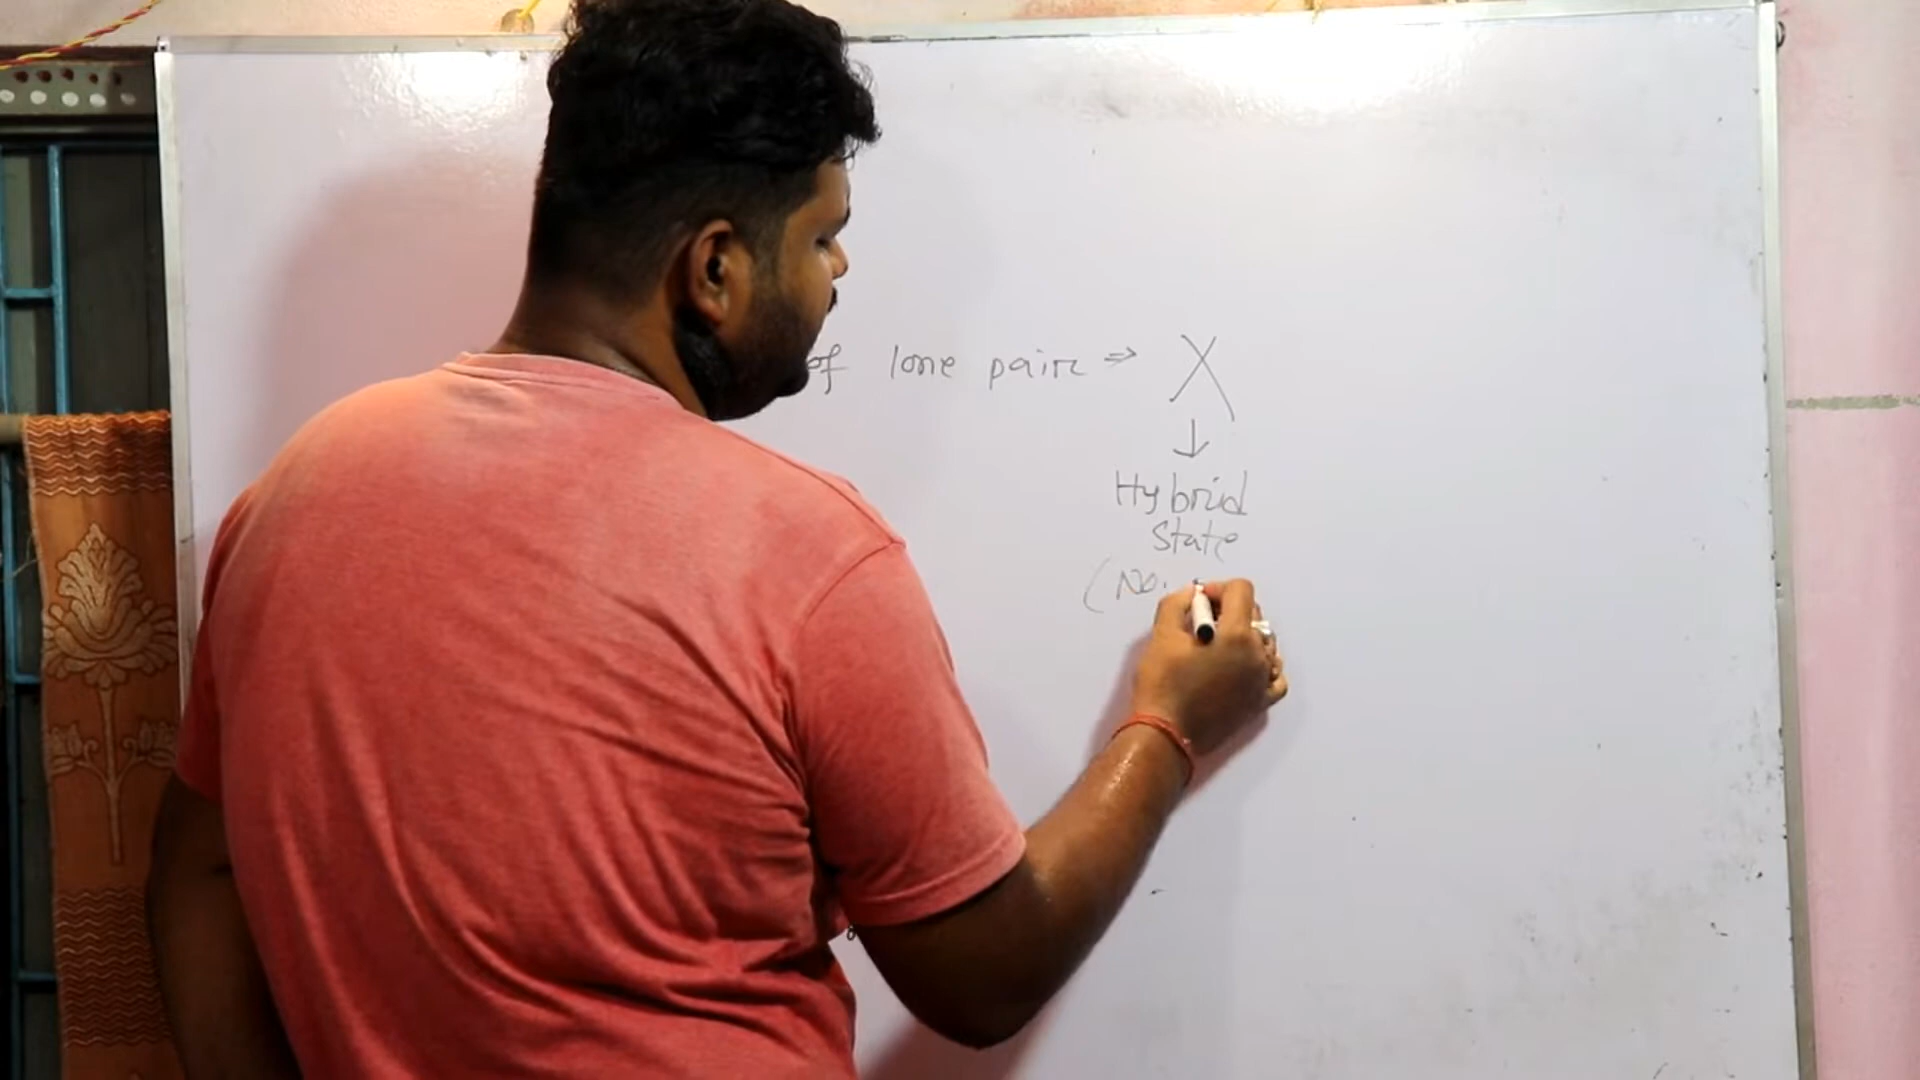 of lone pair ⇒ X
↓
Hybrid
State
(No.